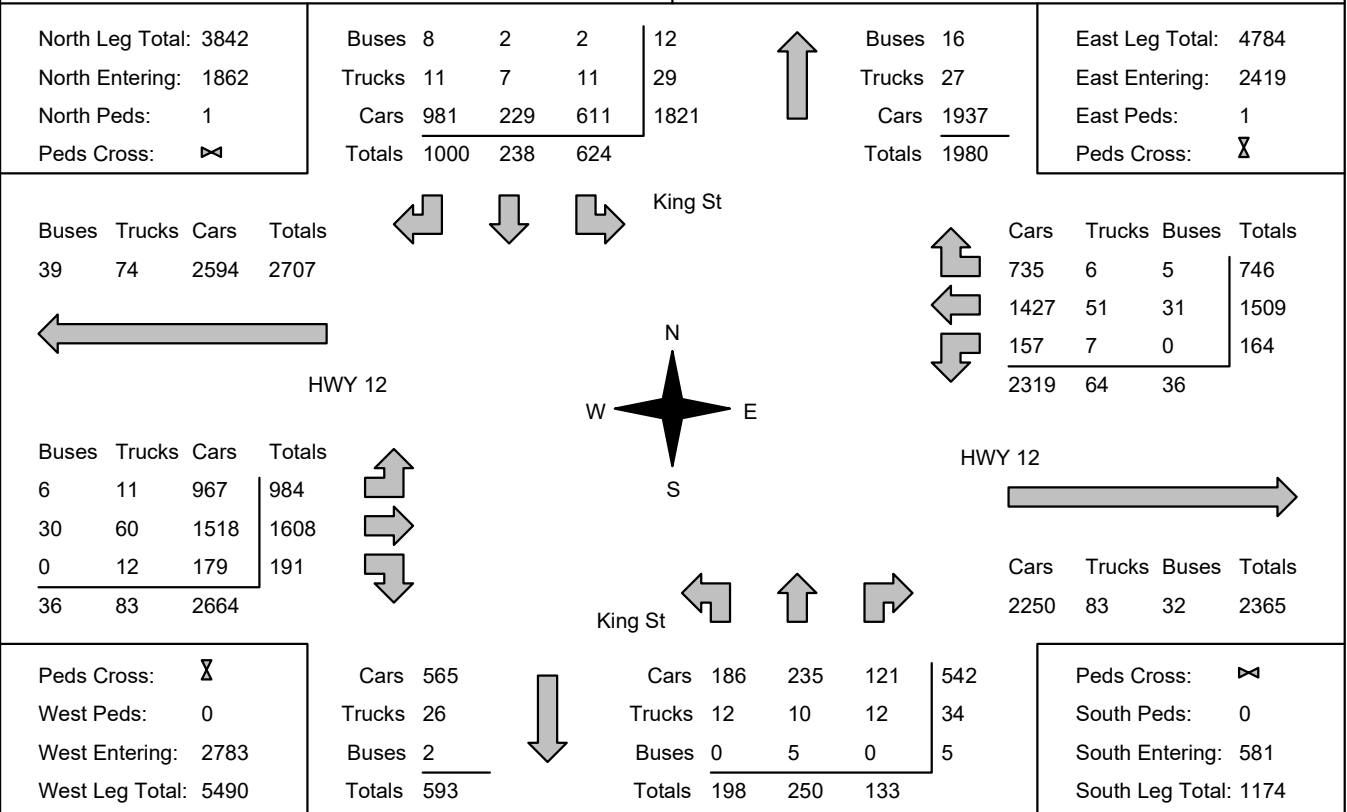 North Leg Total: 3842
North Entering: 1862
North Peds: 1
Peds Cross:
Buses 8 2 2 12
Trucks 11 7 11 29
Cars 981 229 611 1821
Totals 1000 238 624
Buses 16
Trucks 27
Cars 1937
Totals 1980
East Leg Total: 4784
East Entering: 2419
East Peds: 1
Peds Cross:
King St
Buses Trucks Cars Totals
39 74 2594 2707
Cars Trucks Buses Totals
735 6 5 746
1427 51 31 1509
157 7 0 164
2319 64 36
HWY 12
N
W E
S
Buses Trucks Cars Totals
6 11 967 984
30 60 1518 1608
0 12 179 191
36 83 2664
HWY 12
Cars Trucks Buses Totals
2250 83 32 2365
King St
Peds Cross:
West Peds: 0
West Entering: 2783
West Leg Total: 5490
Cars 565
Trucks 26
Buses 2
Totals 593
Cars 186 235 121 542
Trucks 12 10 12 34
Buses 0 5 0 5
Totals 198 250 133
Peds Cross:
South Peds: 0
South Entering: 581
South Leg Total: 1174